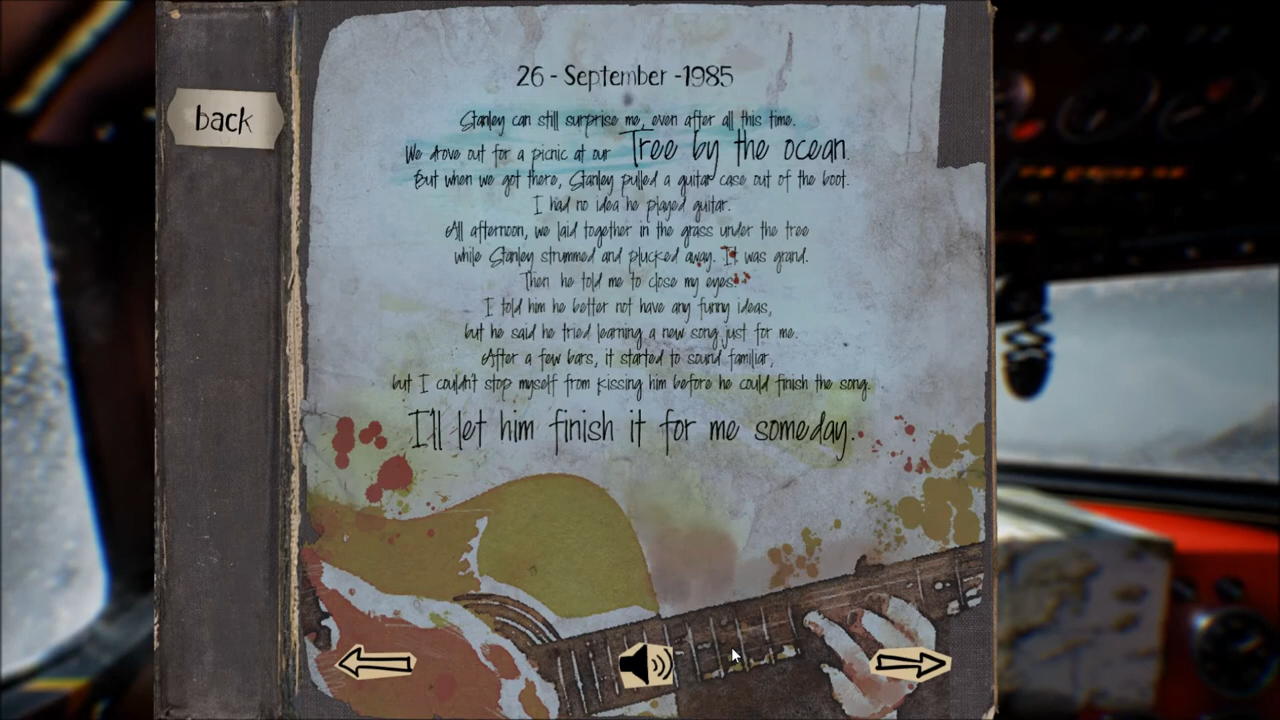 26 - September -1985
back
Stanley can still surprise me, even after all this time.
We drove out for a picnic at our Tree by the ocean.
But when we got there, Stanley pulled a guitar case out of the boot.
I had no idea he played guitar.
All afternoon, we laid together in the grass under the tree
while Stanley strummed and plucked away. It was grand.
Then he told me to close my eyes.
I told him he better not have any funny ideas,
but he said he tried learning a new song just for me.
After a few bars, it started to sound familiar,
but I couldn't stop myself from kissing him before he could finish the song.
I'll let him finish it for me someday.